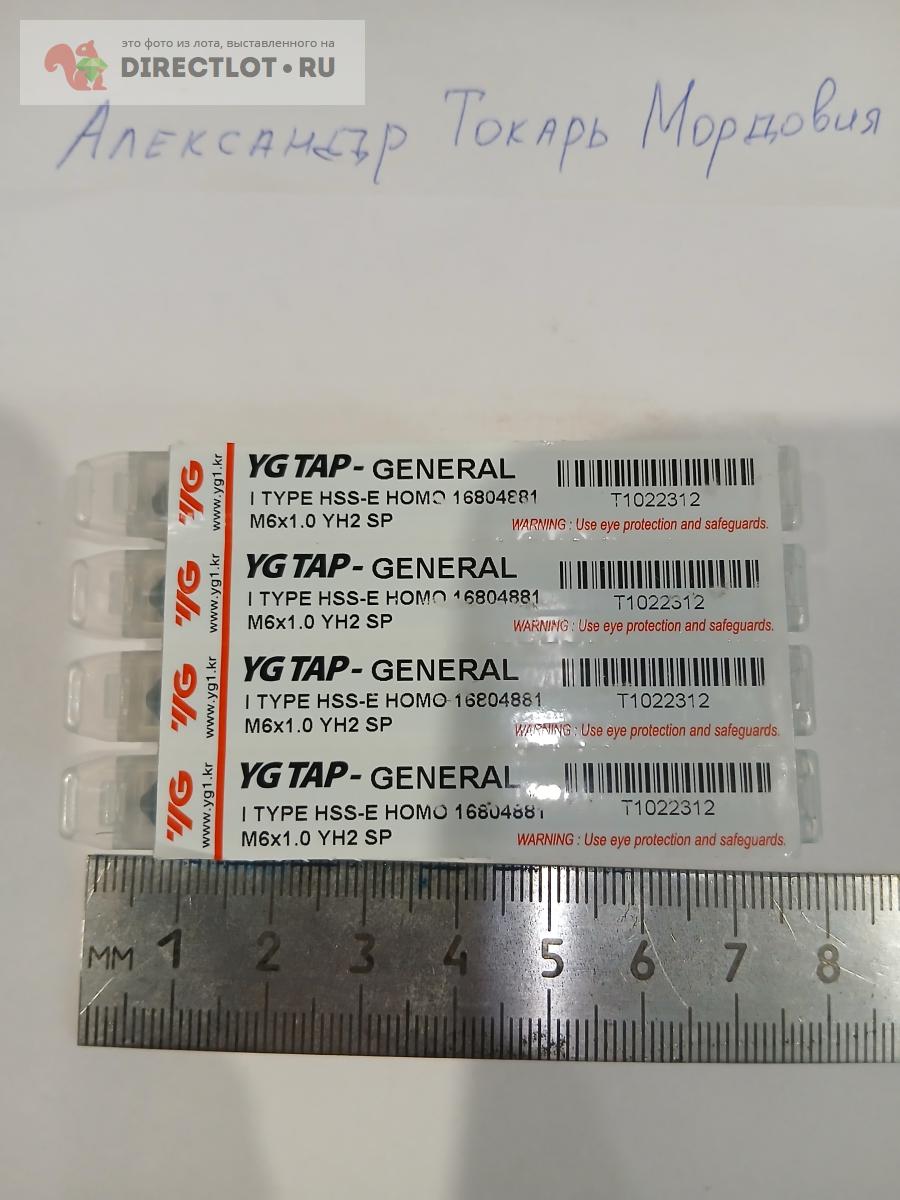 это фото из лота, выставленного на
DIRECTLOT•RU
Александър Токарь Мордовия
YG
www.yg1.kr
YG TAP - GENERAL
I TYPE HSS-E HOMO 16804881
M6x1.0 YH2 SP
T1022312
WARNING : Use eye protection and safeguards.
YG
www.yg1.kr
YG TAP - GENERAL
I TYPE HSS-E HOMO 16804881
M6x1.0 YH2 SP
T1022312
WARNING : Use eye protection and safeguards.
YG
www.yg1.kr
YG TAP - GENERAL
I TYPE HSS-E HOMO 16804881
M6x1.0 YH2 SP
T1022312
WARNING : Use eye protection and safeguards.
YG
www.yg1.kr
YG TAP - GENERAL
I TYPE HSS-E HOMO 16804881
M6x1.0 YH2 SP
T1022312
WARNING : Use eye protection and safeguards.
мм 1 2 3 4 5 6 7 8